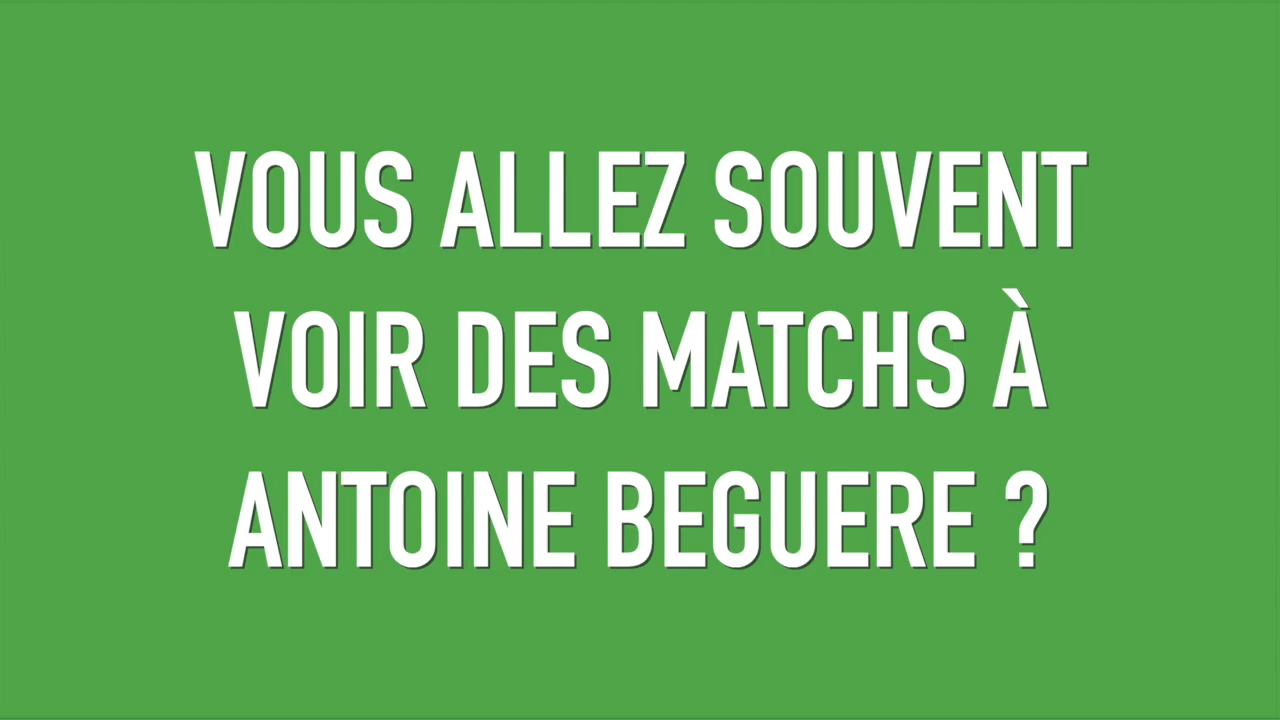 VOUS ALLEZ SOUVENT
VOIR DES MATCHS À
ANTOINE BEGUERE ?